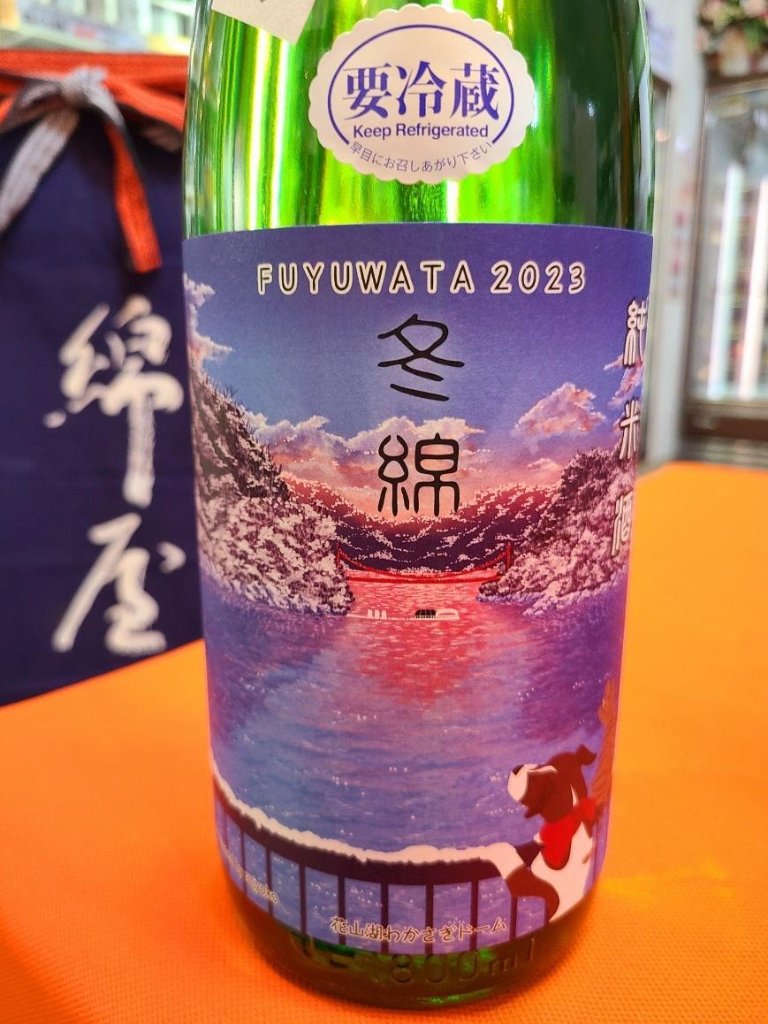 要冷蔵
Keep Refrigerated
早目にお召しあがり下さい
FUYUWATA 2023
冬綿
純米酒
綿屋
花山湖わかさぎドーム
800ml